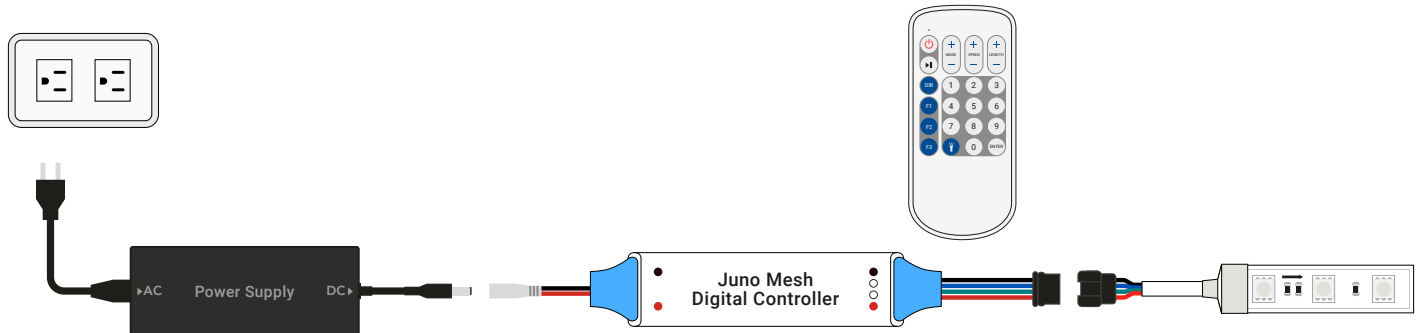 MODE SPEED LENGTH
DIR 1 2 3
F1 4 5 6
F2 7 8 9
F3 0 ENTER
AC Power Supply DC
Juno Mesh
Digital Controller